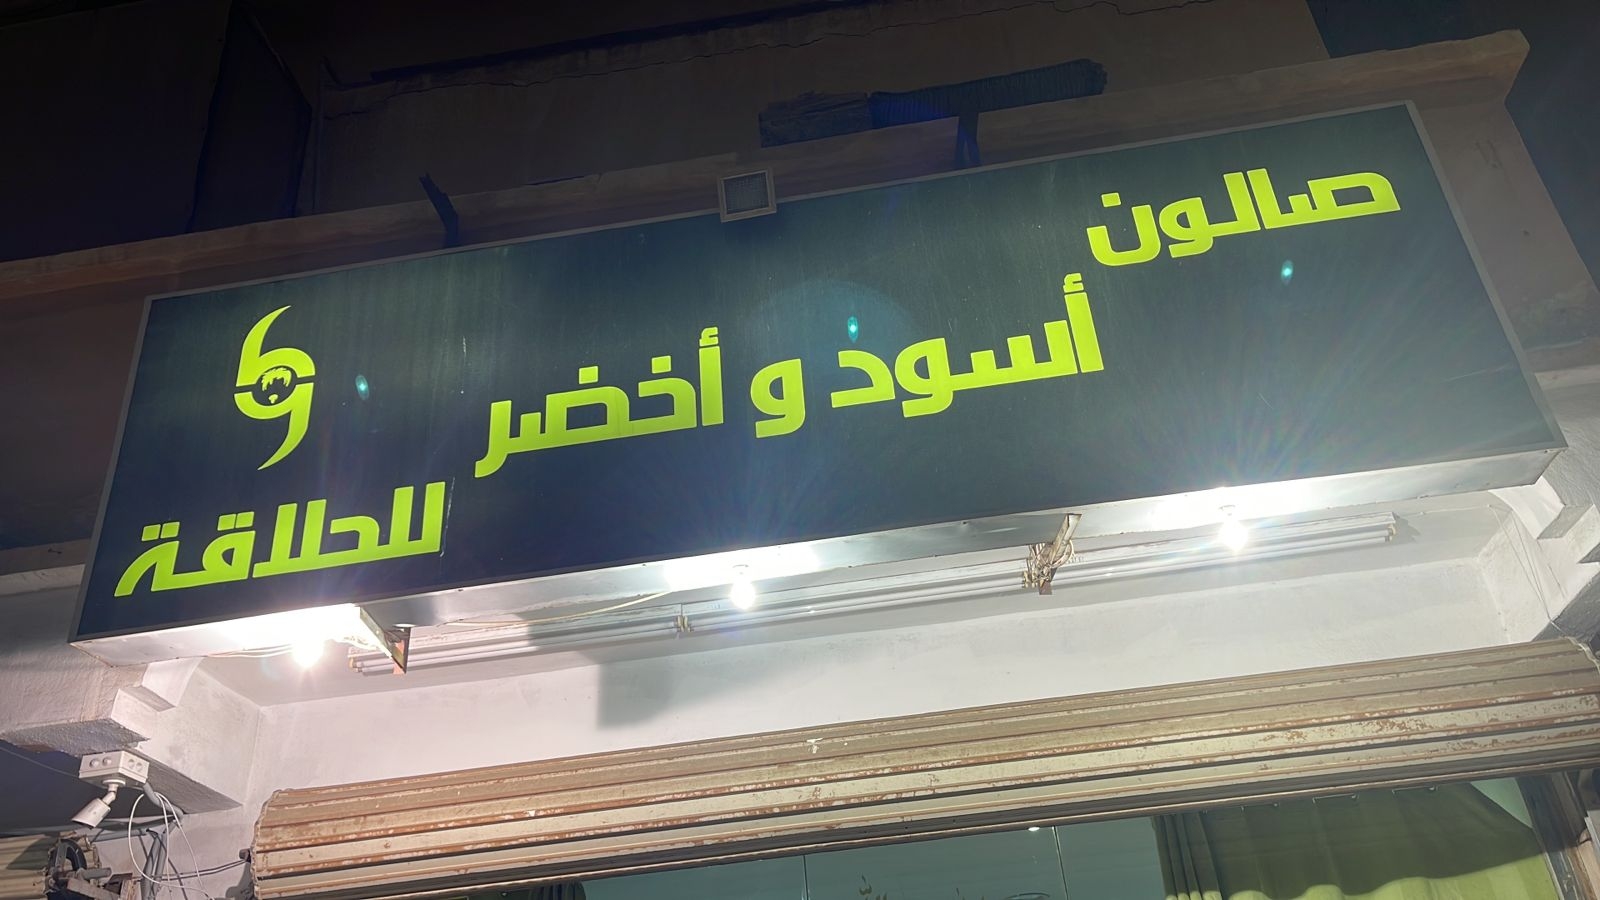 صالون
أسود و أخضر
للحلاقة